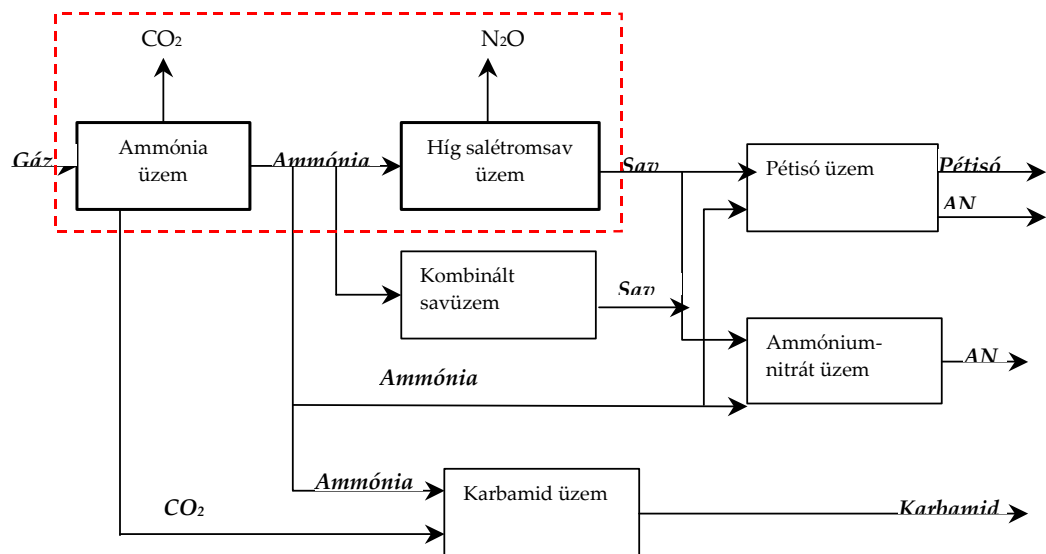 CO₂
N₂O
Gáz
Ammónia
üzem
Ammónia
Híg salétromsav
üzem
Sav
Pétisó üzem
Pétisó
AN
Kombinált
savüzem
Sav
Ammónium-
nitrát üzem
AN
Ammónia
Ammónia
Karbamid üzem
CO₂
Karbamid